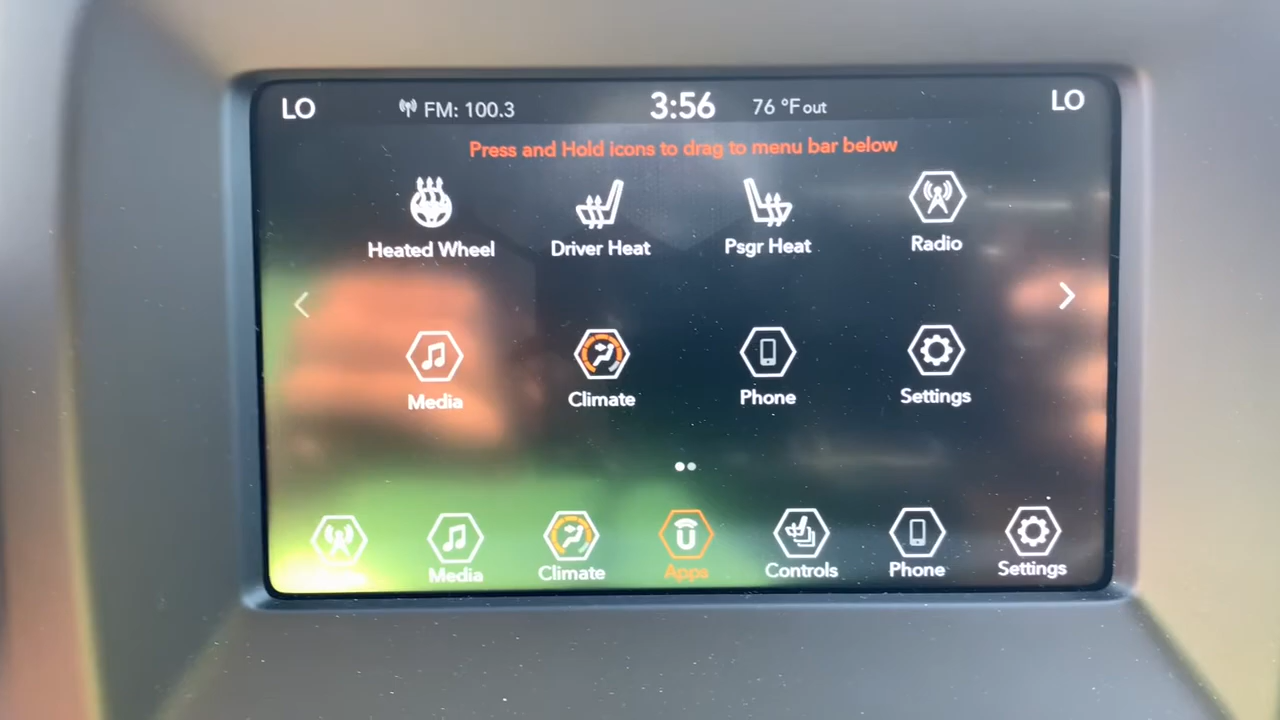 LO FM: 100.3 3:56 76 °F out LO
Press and Hold icons to drag to menu bar below
Heated Wheel Driver Heat Psgr Heat Radio
Media Climate Phone Settings
Media Climate Apps Controls Phone Settings